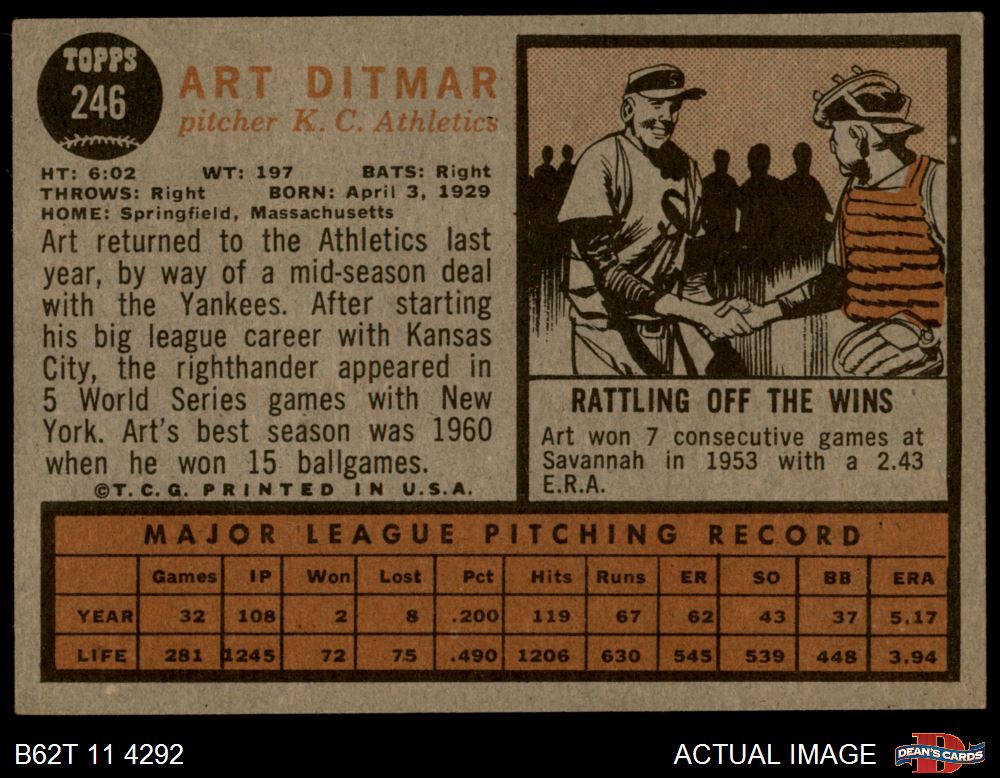 TOPPS
246
ART DITMAR
pitcher K. C. Athletics
HT: 6:02 WT: 197 BATS: Right
THROWS: Right BORN: April 3, 1929
HOME: Springfield, Massachusetts
Art returned to the Athletics last
year, by way of a mid-season deal
with the Yankees. After starting
his big league career with Kansas
City, the righthander appeared in
5 World Series games with New
York. Art's best season was 1960
when he won 15 ballgames.
©T.C.G. PRINTED IN U.S.A.
S
S
RATTLING OFF THE WINS
Art won 7 consecutive games at
Savannah in 1953 with a 2.43
E.R.A.
MAJOR LEAGUE PITCHING RECORD
Games IP Won Lost Pct Hits Runs ER SO BB ERA
YEAR 32 108 2 8 .200 119 67 62 43 37 5.17
LIFE 281 1245 72 75 .490 1206 630 545 539 448 3.94
B62T 11 4292
ACTUAL IMAGE
DEAN'S CARDS